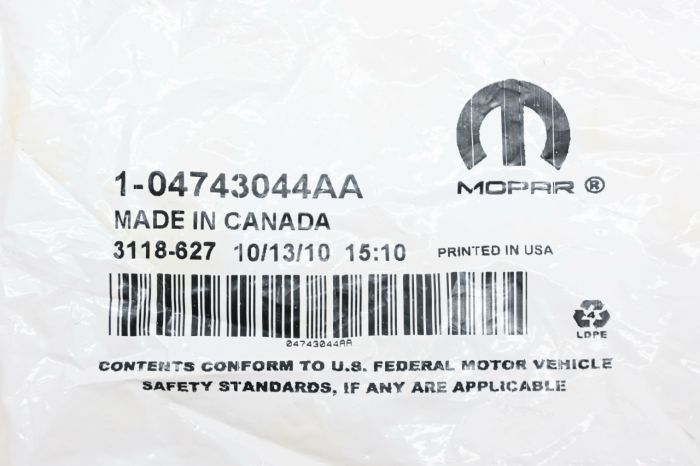 MOPAR ®
1-04743044AA
MADE IN CANADA
3118-627 10/13/10 15:10 PRINTED IN USA
04743044AA
4
LDPE
CONTENTS CONFORM TO U.S. FEDERAL MOTOR VEHICLE
SAFETY STANDARDS, IF ANY ARE APPLICABLE